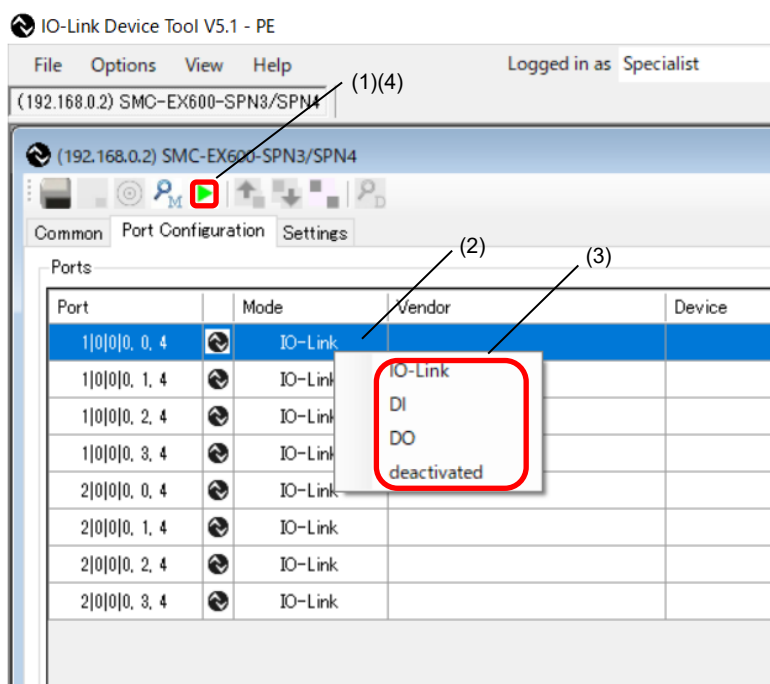 IO-Link Device Tool V5.1 - PE
File Options View Help Logged in as Specialist
(1)(4)
(192.168.0.2) SMC-EX600-SPN3/SPN4
(192.168.0.2) SMC-EX600-SPN3/SPN4
M D
Common Port Configuration Settings
(2)
(3)
Ports
Port Mode Vendor Device
1|0|0|0, 0, 4 IO-Link
1|0|0|0, 1, 4 IO-Link
1|0|0|0, 2, 4 IO-Link
1|0|0|0, 3, 4 IO-Link
2|0|0|0, 0, 4 IO-Link
2|0|0|0, 1, 4 IO-Link
2|0|0|0, 2, 4 IO-Link
2|0|0|0, 3, 4 IO-Link
IO-Link
DI
DO
deactivated